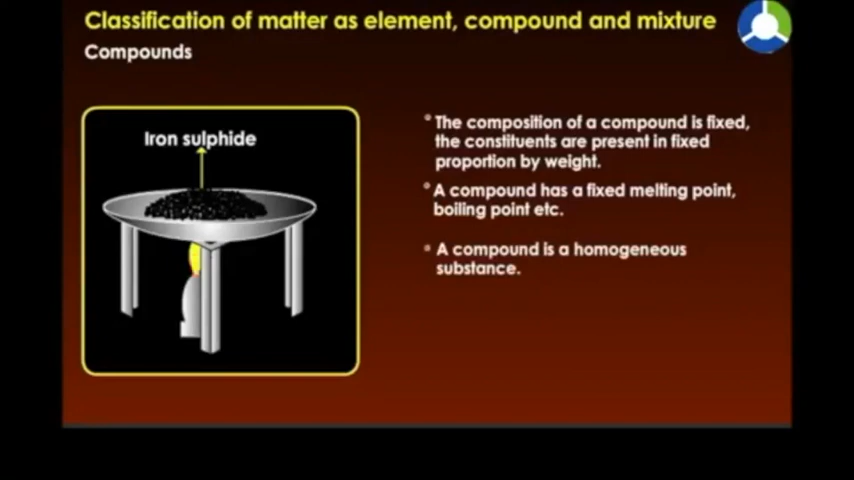 Classification of matter as element, compound and mixture
Compounds
Iron sulphide
* The composition of a compound is fixed,
the constituents are present in fixed
proportion by weight.
* A compound has a fixed melting point,
boiling point etc.
* A compound is a homogeneous
substance.